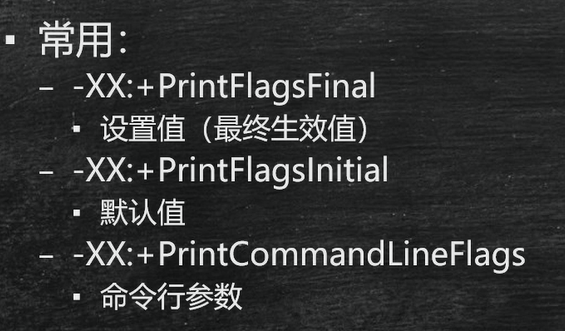 ▪ 常用：
– -XX:+PrintFlagsFinal
▪ 设置值（最终生效值）
– -XX:+PrintFlagsInitial
▪ 默认值
– -XX:+PrintCommandLineFlags
▪ 命令行参数